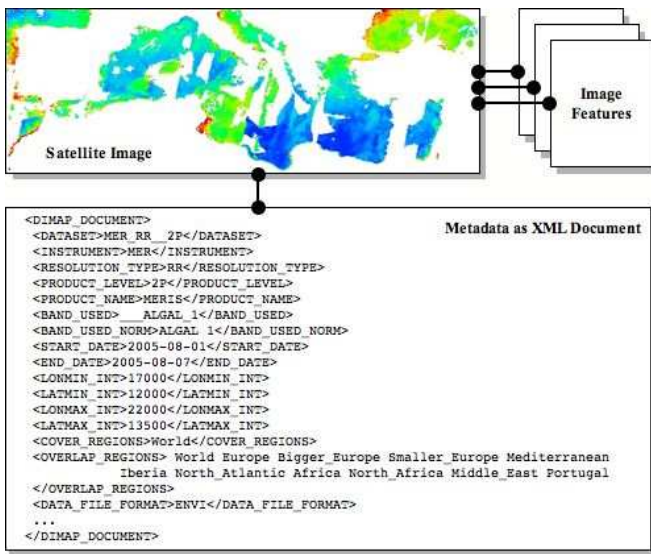 Satellite Image
Image
Features
Metadata as XML Document
<DIMAP_DOCUMENT>
<DATASET>MER_RR__2P</DATASET>
<INSTRUMENT>MER</INSTRUMENT>
<RESOLUTION_TYPE>RR</RESOLUTION_TYPE>
<PRODUCT_LEVEL>2P</PRODUCT_LEVEL>
<PRODUCT_NAME>MERIS</PRODUCT_NAME>
<BAND_USED>___ALGAL_1</BAND_USED>
<BAND_USED_NORM>ALGAL 1</BAND_USED_NORM>
<START_DATE>2005-08-01</START_DATE>
<END_DATE>2005-08-07</END_DATE>
<LONMIN_INT>17000</LONMIN_INT>
<LATMIN_INT>12000</LATMIN_INT>
<LONMAX_INT>22000</LONMAX_INT>
<LATMAX_INT>13500</LATMAX_INT>
<COVER_REGIONS>World</COVER_REGIONS>
<OVERLAP_REGIONS> World Europe Bigger_Europe Smaller_Europe Mediterranean
Iberia North_Atlantic Africa North_Africa Middle_East Portugal
</OVERLAP_REGIONS>
<DATA_FILE_FORMAT>ENVI</DATA_FILE_FORMAT>
...
</DIMAP_DOCUMENT>